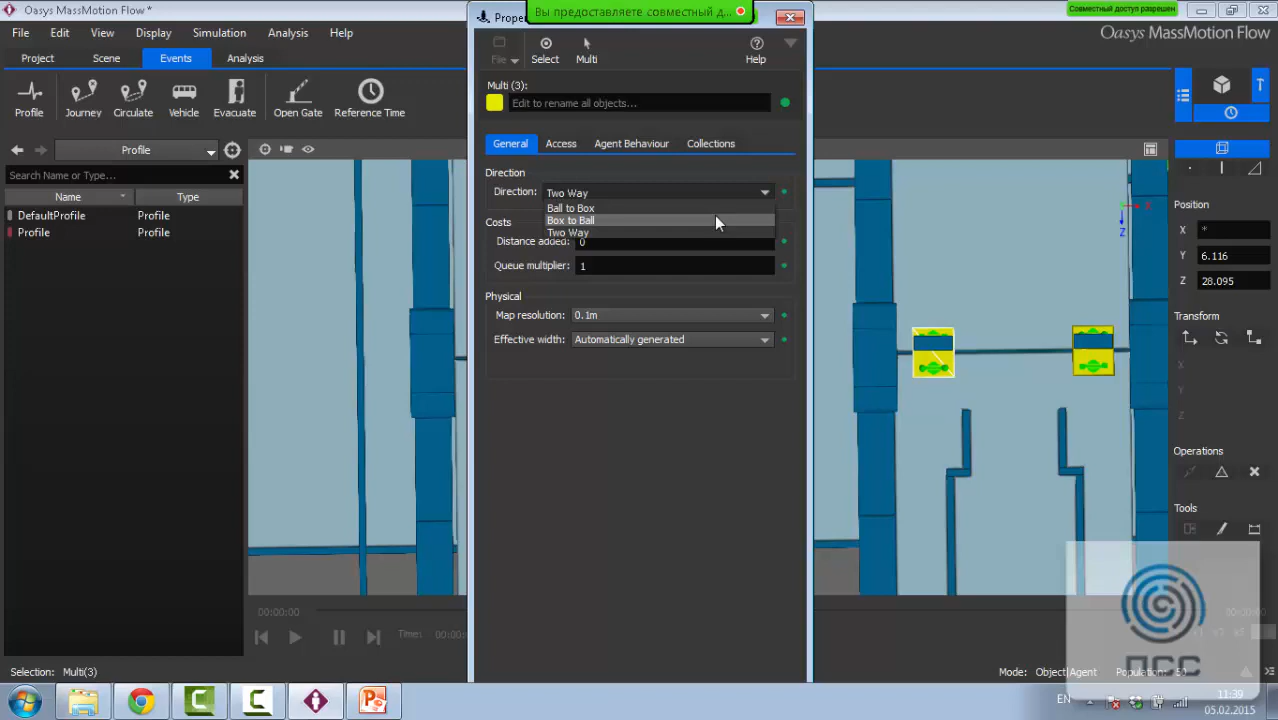 Oasys MassMotion Flow *
Вы предоставляете совместный д...
Совместный доступ разрешен
File Edit View Display Simulation Analysis Help
Oasys MassMotion Flow
Project Scene Events Analysis
Profile Journey Circulate Vehicle Evacuate Open Gate Reference Time
Profile
Search Name or Type...
Name Type
DefaultProfile Profile
Profile Profile
File Select Multi Help
Multi (3):
Edit to rename all objects...
General Access Agent Behaviour Collections
Direction
Direction: Two Way
Ball to Box
Box to Ball
Two Way
Costs
Distance added: 0
Queue multiplier: 1
Physical
Map resolution: 0.1m
Effective width: Automatically generated
X
Z
Position
X *
Y 6.116
Z 28.095
Transform
X
Y
Z
Operations
Tools
00:00:00
Time:
Selection: Multi(3)
Mode: Object/Agent
ПСС
EN
11:39
05.02.2015